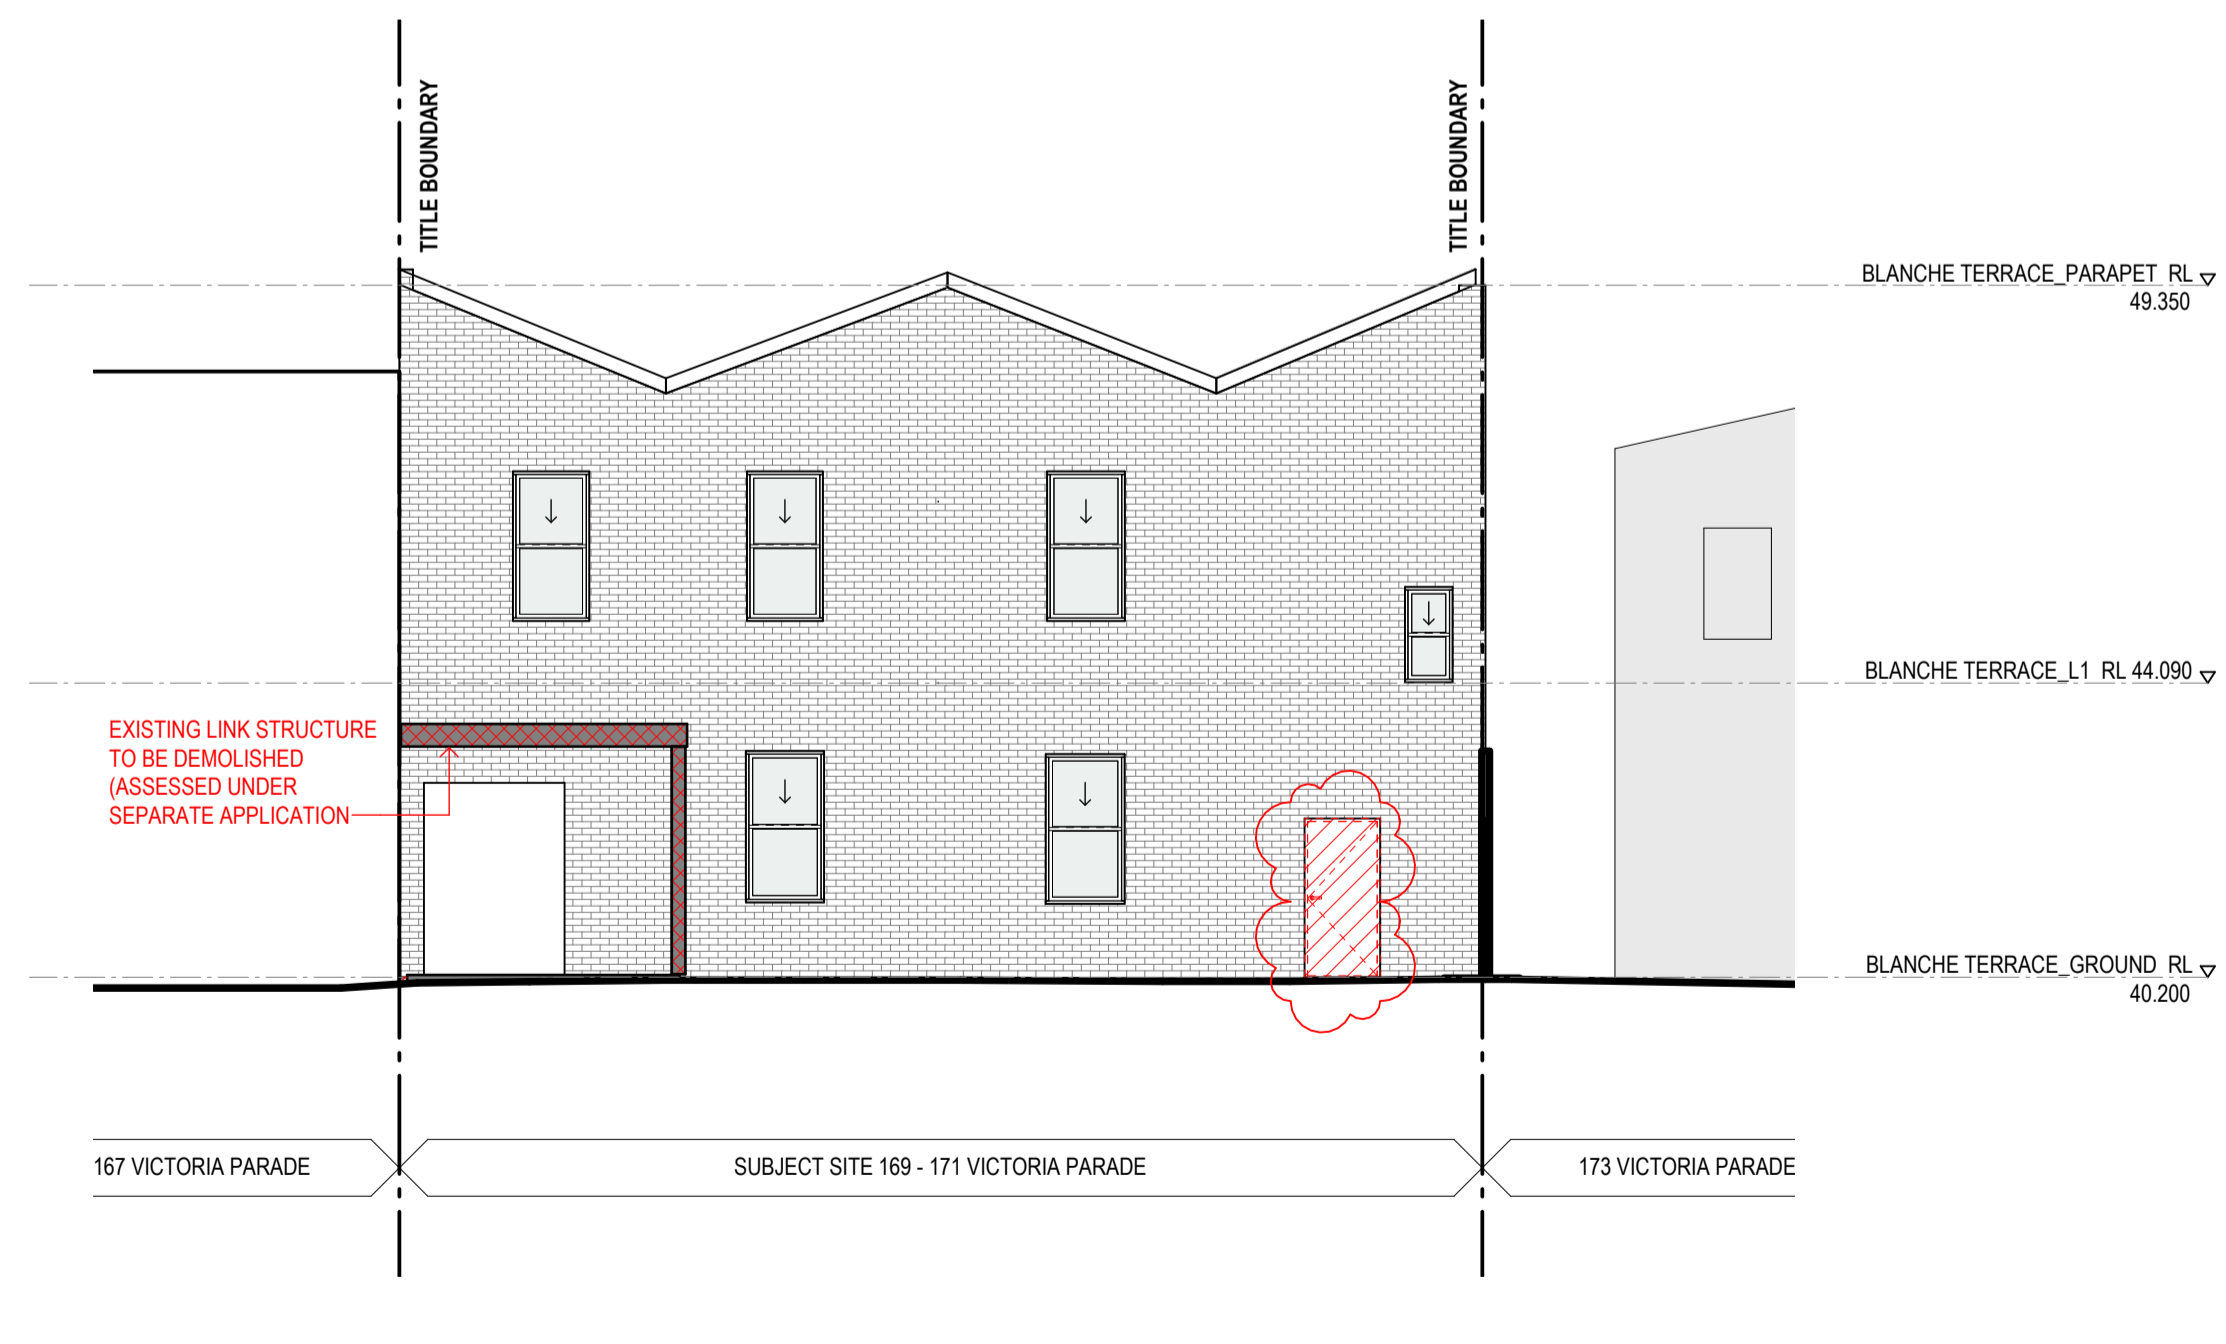 TITLE BOUNDARY
TITLE BOUNDARY
BLANCHE TERRACE_PARAPET RL
49.350
BLANCHE TERRACE_L1 RL 44.090
EXISTING LINK STRUCTURE
TO BE DEMOLISHED
(ASSESSED UNDER
SEPARATE APPLICATION
BLANCHE TERRACE_GROUND RL
40.200
167 VICTORIA PARADE
SUBJECT SITE 169 - 171 VICTORIA PARADE
173 VICTORIA PARADE